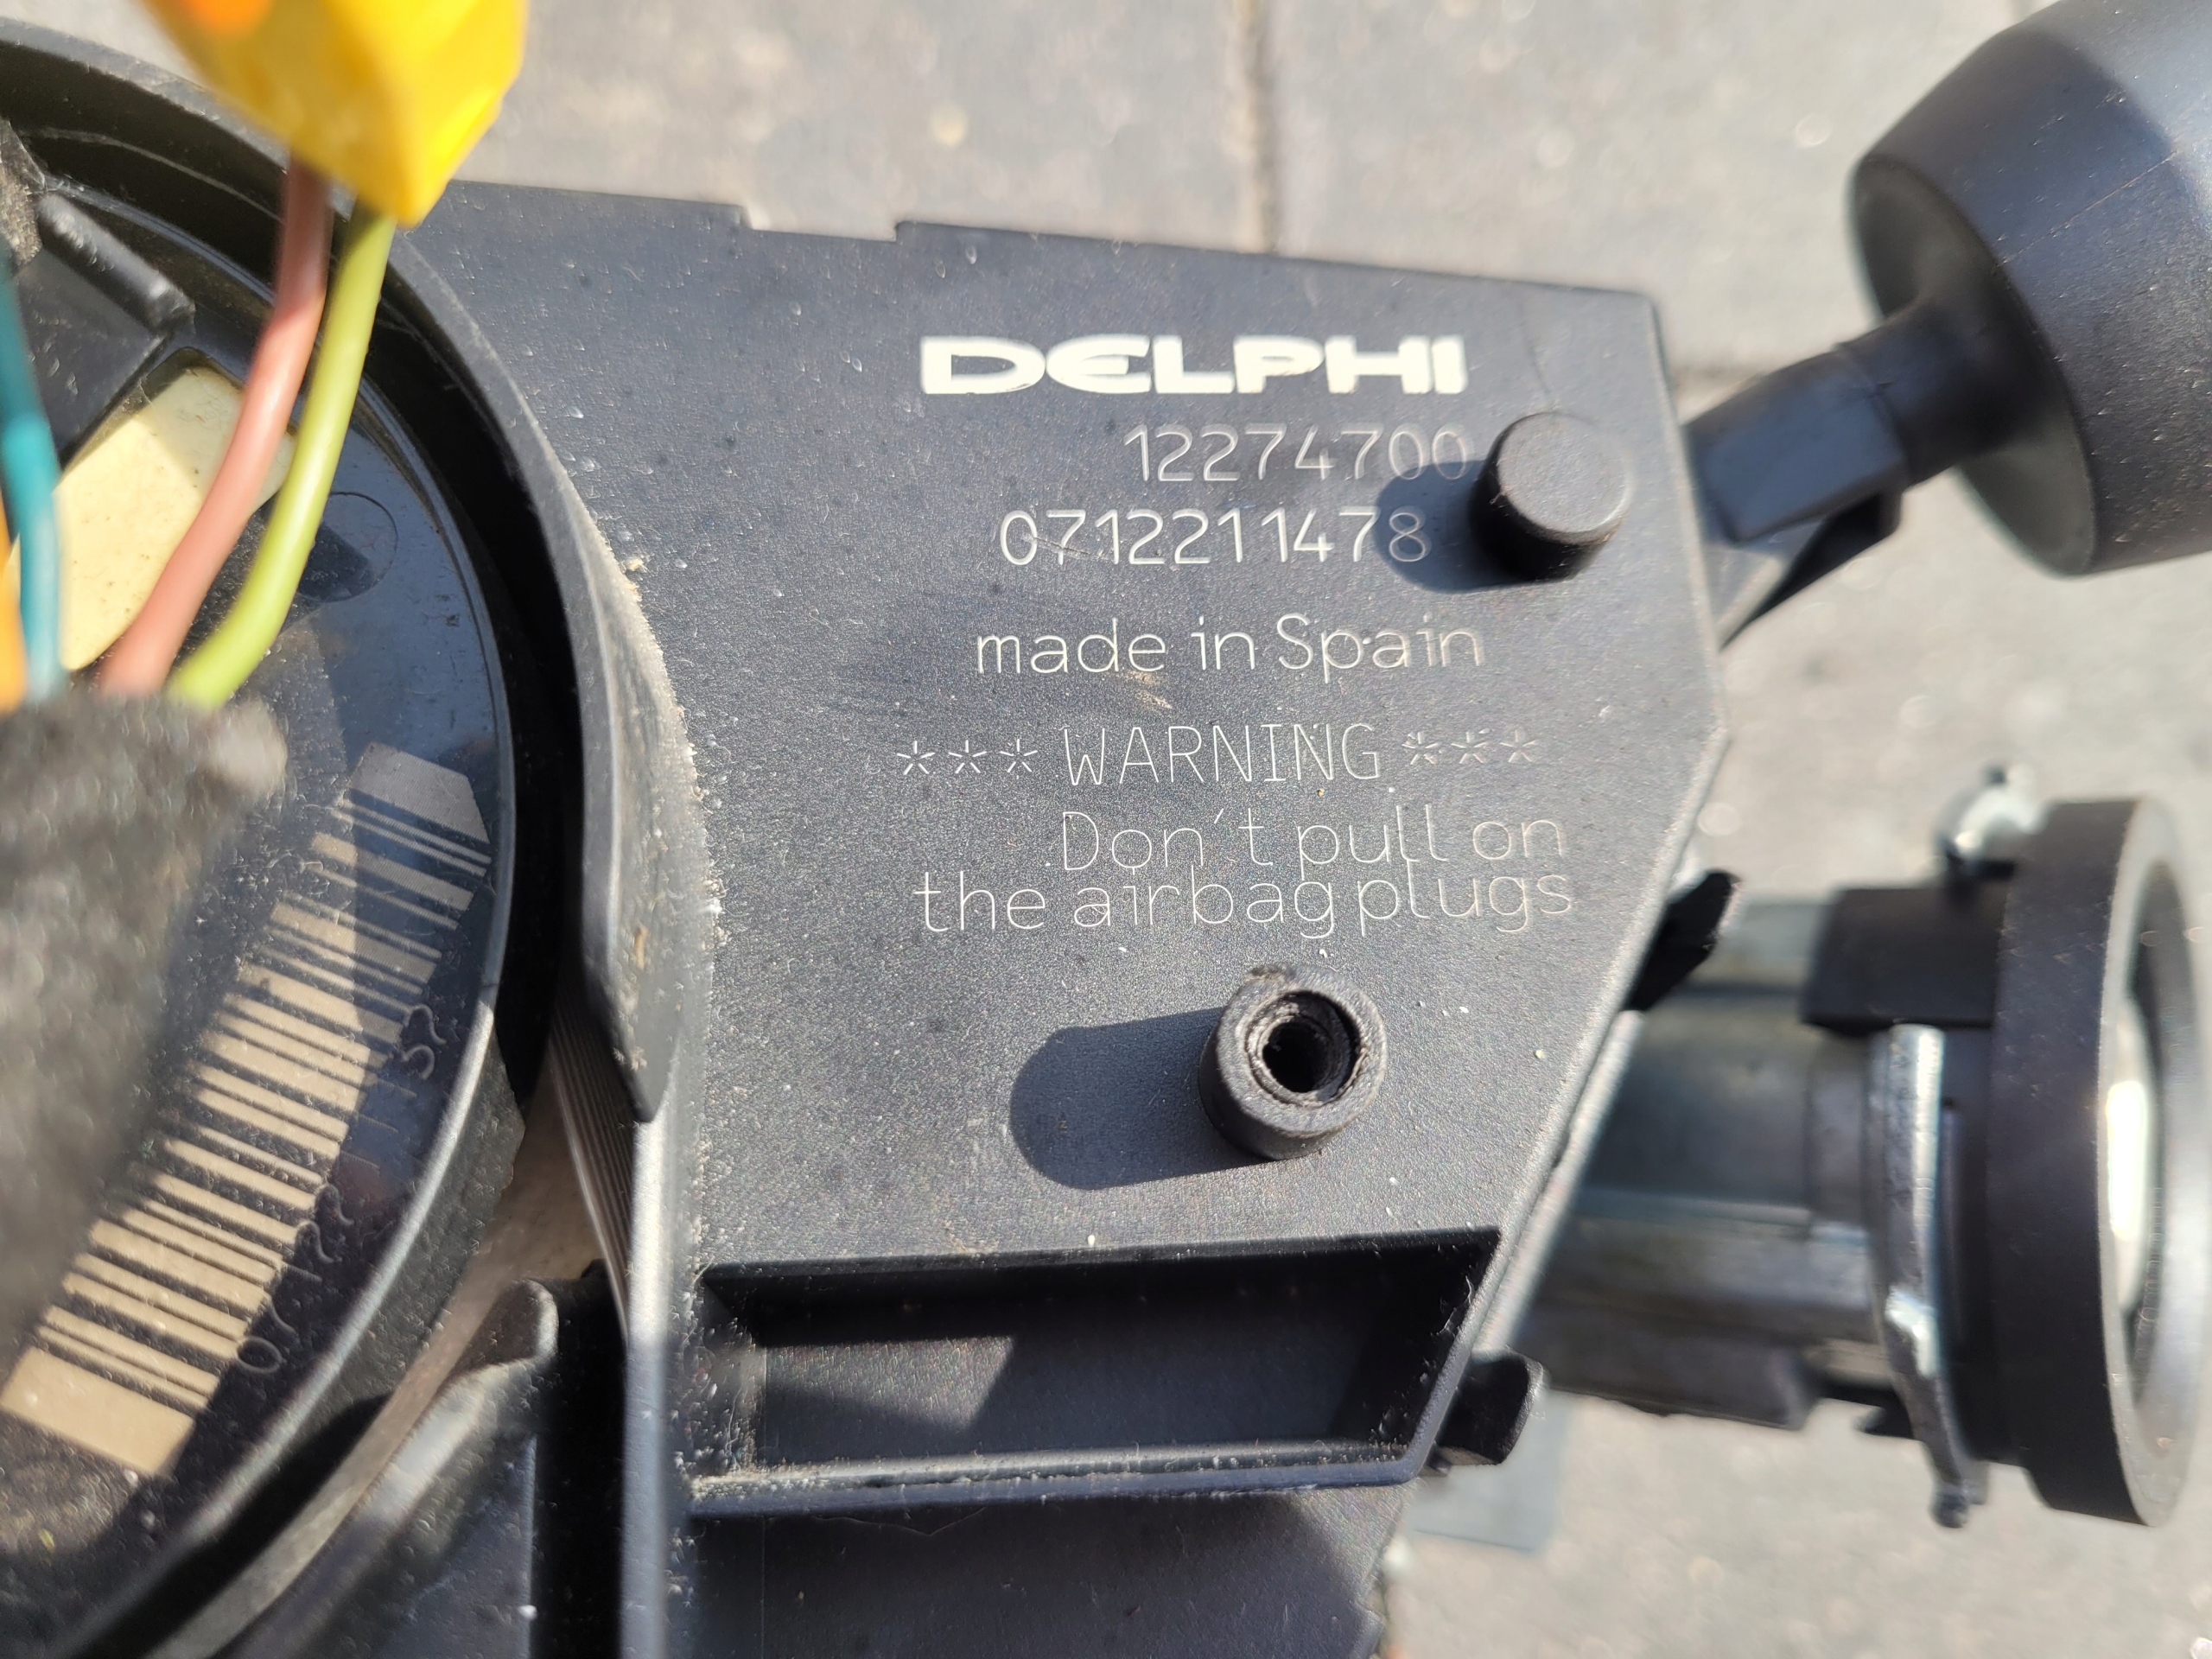 DELPHI
12274700
0712211478
made in Spain
*** WARNING ***
Don't pull on
the airbag plugs